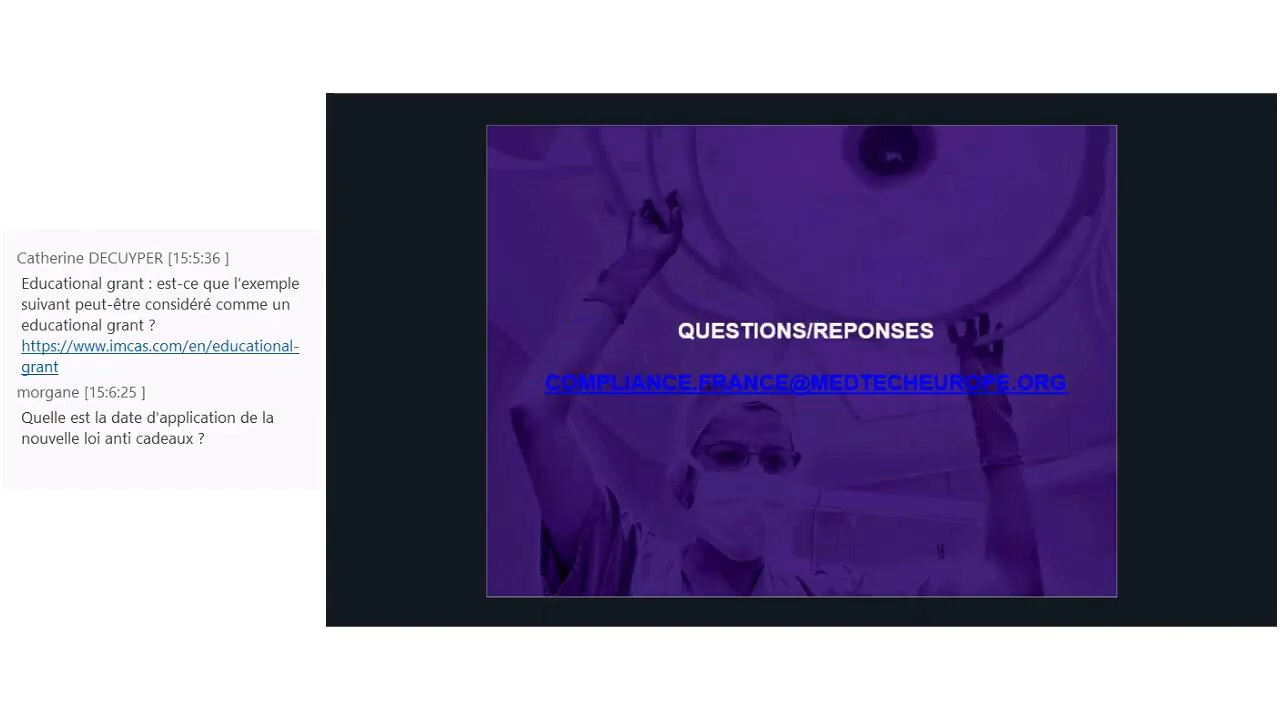 Catherine DECUYPER [15:5:36 ]
Educational grant : est-ce que l'exemple
suivant peut-être considéré comme un
educational grant ?
https://www.imcas.com/en/educational-
grant
morgane [15:6:25 ]
Quelle est la date d'application de la
nouvelle loi anti cadeaux ?
QUESTIONS/REPONSES
COMPLIANCE.FRANCE@MEDTECHEUROPE.ORG